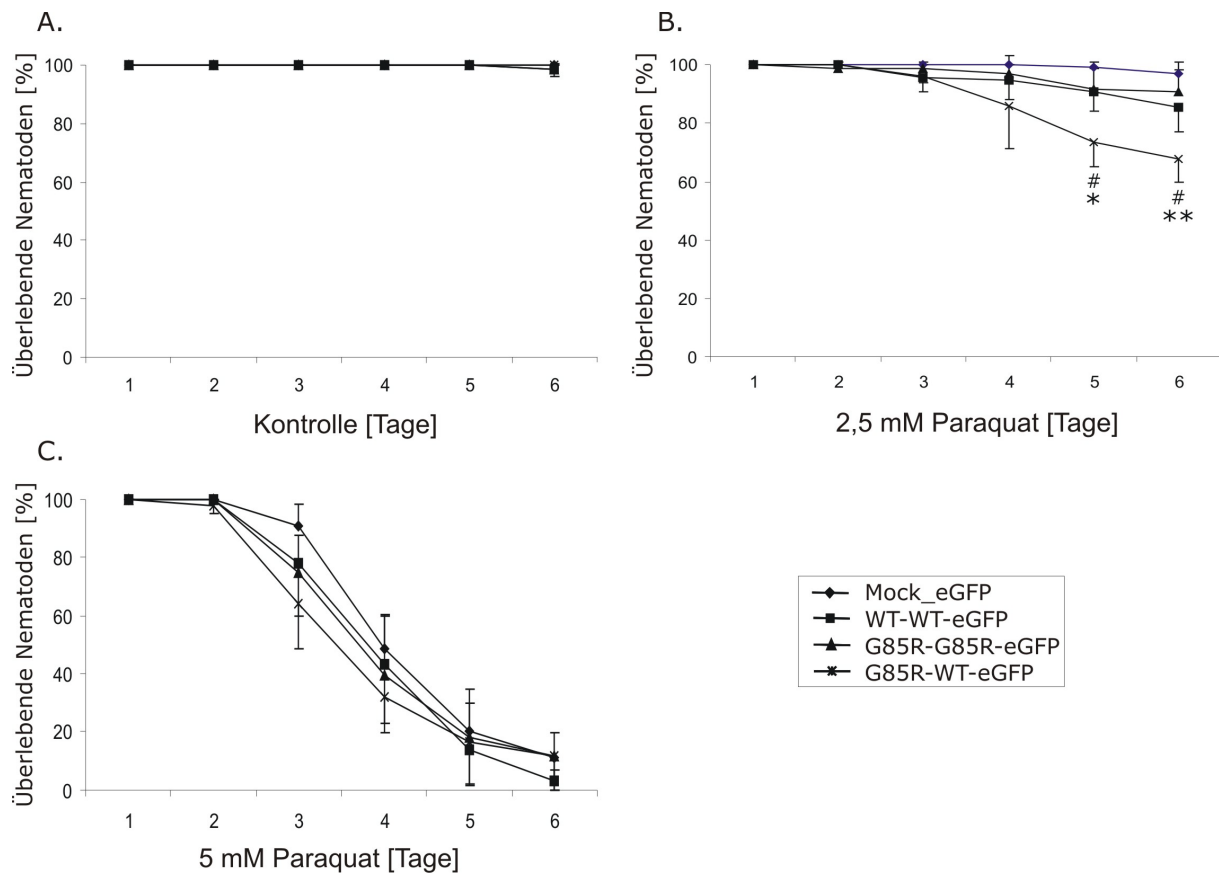 A.
Überlebende Nematoden [%]
100
80
60
40
20
0
1 2 3 4 5 6
Kontrolle [Tage]
B.
Überlebende Nematoden [%]
100
80
60
40
20
0
#
*
#
**
1 2 3 4 5 6
2,5 mM Paraquat [Tage]
C.
Überlebende Nematoden [%]
100
80
60
40
20
0
1 2 3 4 5 6
5 mM Paraquat [Tage]
Mock_eGFP
WT-WT-eGFP
G85R-G85R-eGFP
G85R-WT-eGFP